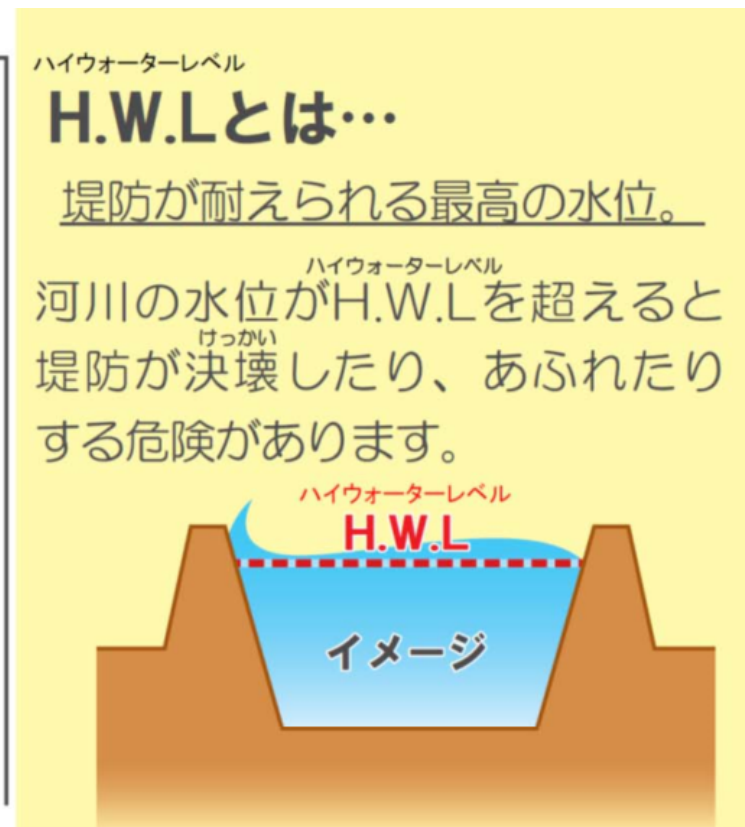 ハイウォーターレベル
H.W.Lとは…
堤防が耐えられる最高の水位。
ハイウォーターレベル
河川の水位がH.W.Lを超えると
けっかい
堤防が決壊したり、あふれたり
する危険があります。
ハイウォーターレベル
H.W.L
イメージ